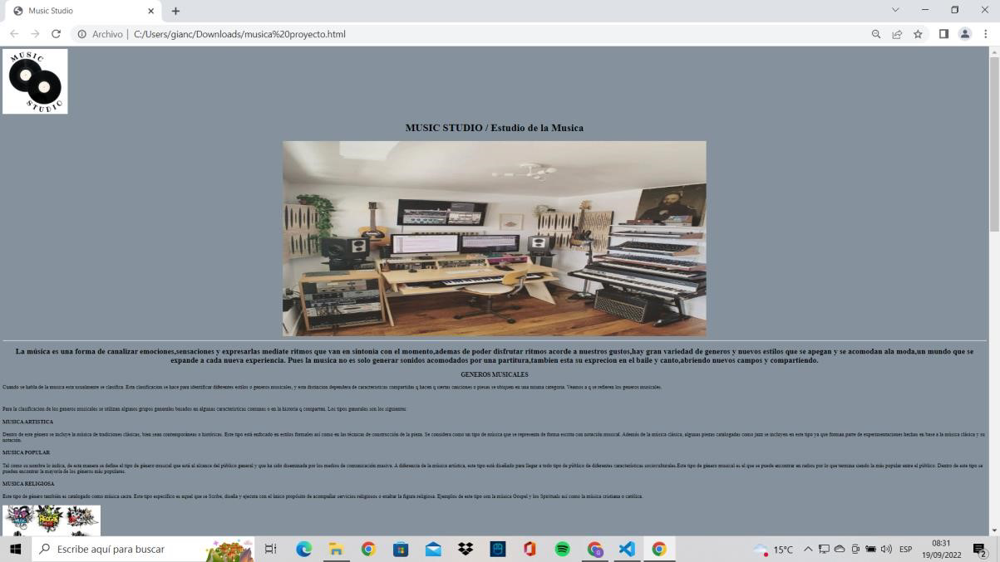 Music Studio
Archivo | C:/Users/gianc/Downloads/musica%20proyecto.html
MUSIC
STUDIO
MUSIC STUDIO / Estudio de la Musica
La música es una forma de canalizar emociones,sensaciones y expresarlas mediate ritmos que van en sintonia con el momento,ademas de poder disfrutar ritmos acorde a nuestros gustos,hay gran variedad de generos y nuevos estilos que se apegan y se acomodan ala moda,un mundo que se
expande a cada nueva experiencia. Pues la musica no es solo generar sonidos acomodados por una partitura,tambien esta su exprecion en el baile y canto,abriendo nuevos campos y compartiendo.
GENEROS MUSICALES
Cuando se habla de la musica esta usualmente se clasifica. Esta clasificacion se hace para identificar diferentes estilos o generos musicales, y esta distincion dependera de caracteristicas compartidas q hacen q ciertas canciones o piesas se ubiquen en una misma categoria. Veamos a q se refieren los generos musicales.
Para la clasificacion de los generos musicales se utilizan algunos grupos generales basados en algunas caracteristicas comunes o en la historia q comparten. Los tipos generales son los siguientes:
MUSICA ARTISTICA
Dentro de este género se incluye la música de tradiciones clásicas, bien sean contemporáneas o históricas. Este tipo está enfocado en estilos formales así como en las técnicas de construcción de la pieza. Se considera como un tipo de música que se representa de forma escrita con notación musical. Además de la música clásica, algunas piezas catalogadas como jazz se incluyen en este tipo ya que forman parte de experimentaciones hechas en base a la música clásica y su
notación.
MUSICA POPULAR
Tal como su nombre lo indica, de esta manera se define el tipo de género musical que está al alcance del público general y que ha sido diseminada por los medios de comunicación masiva. A diferencia de la música artística, este tipo está diseñado para llegar a todo tipo de público de diferentes características socioculturales.Este tipo de género musical es el que se puede encontrar en radios por lo que termina siendo la más popular entre el público. Dentro de este tipo se
pueden encontrar la mayoría de los géneros más populares.
MUSICA RELIGIOSA
Este tipo de género también es catalogado como música sacra. Este tipo específico es aquel que se Scribe, diseña y ejecuta con el único propósito de acompañar servicios religiosos o exaltar la figura religiosa. Ejemplos de este tipo son la música Gospel y los Spirituals así como la música cristiana o católica.
REGGAE
Escribe aquí para buscar
15°C
ESP
08:31
19/09/2022
2